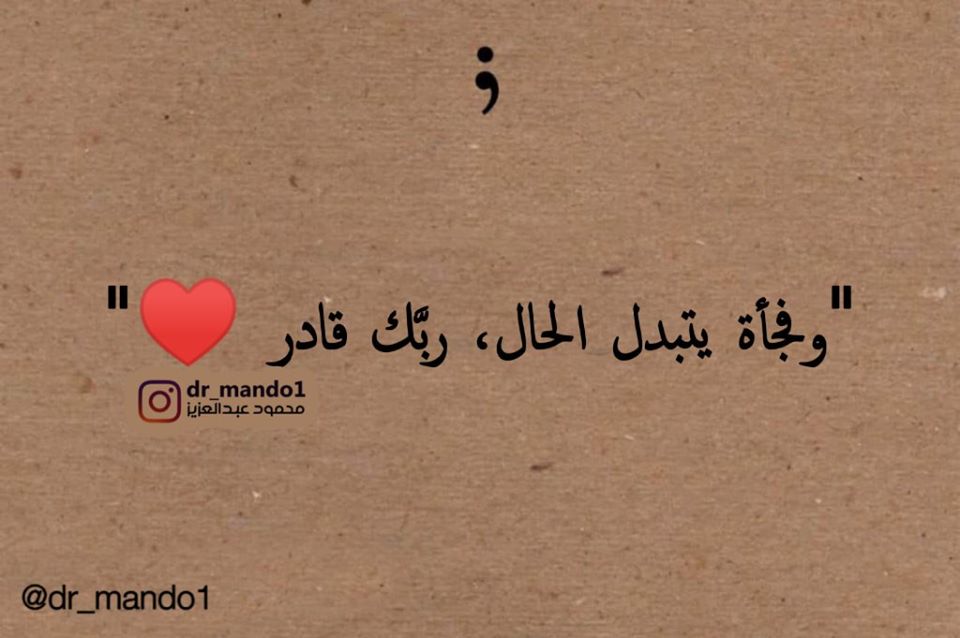 ;
"وفجأة يتبدل الحال، ربَّك قادر ❤️"
dr_mando1
محمود عبدالعزيز
@dr_mando1